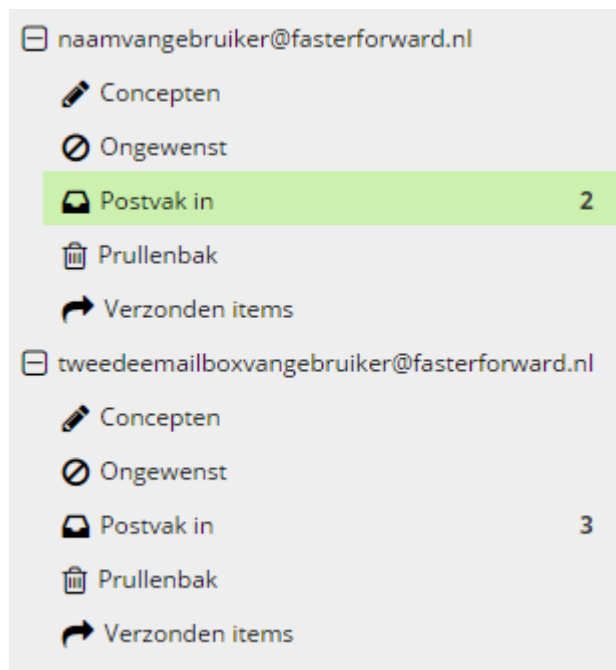 naamvangebruiker@fasterforward.nl
Concepten
Ongewenst
Postvak in 2
Prullenbak
Verzonden items
tweedeemailboxvangebruiker@fasterforward.nl
Concepten
Ongewenst
Postvak in 3
Prullenbak
Verzonden items